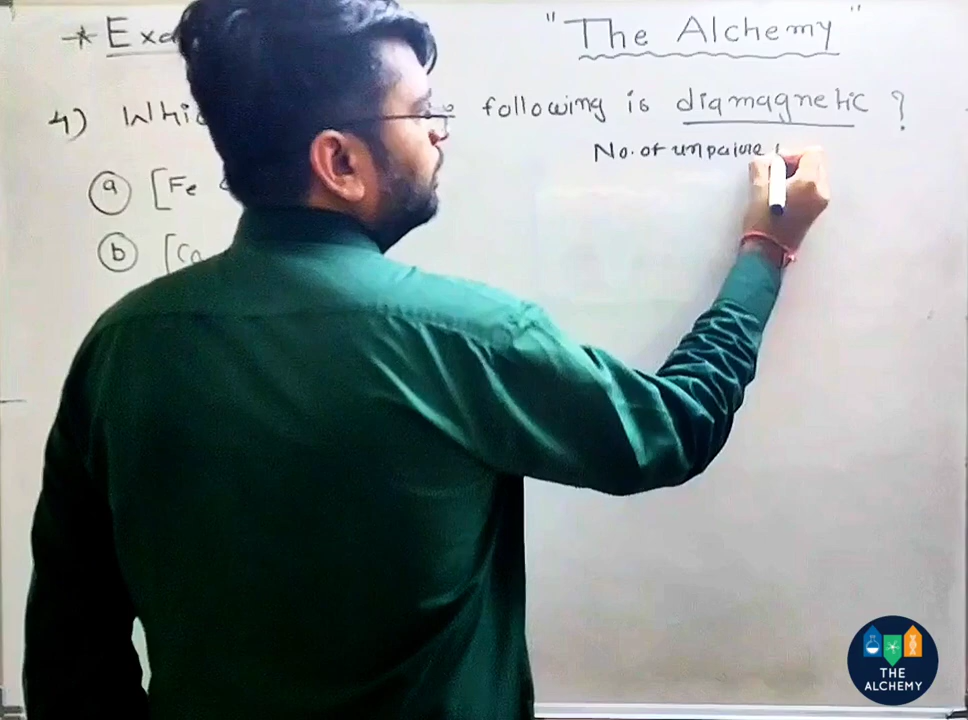 * Exa "The Alchemy"
4) Whic following is diamagnetic ?
No. of unpaire
(a) [Fe
(b) [Co
THE
ALCHEMY